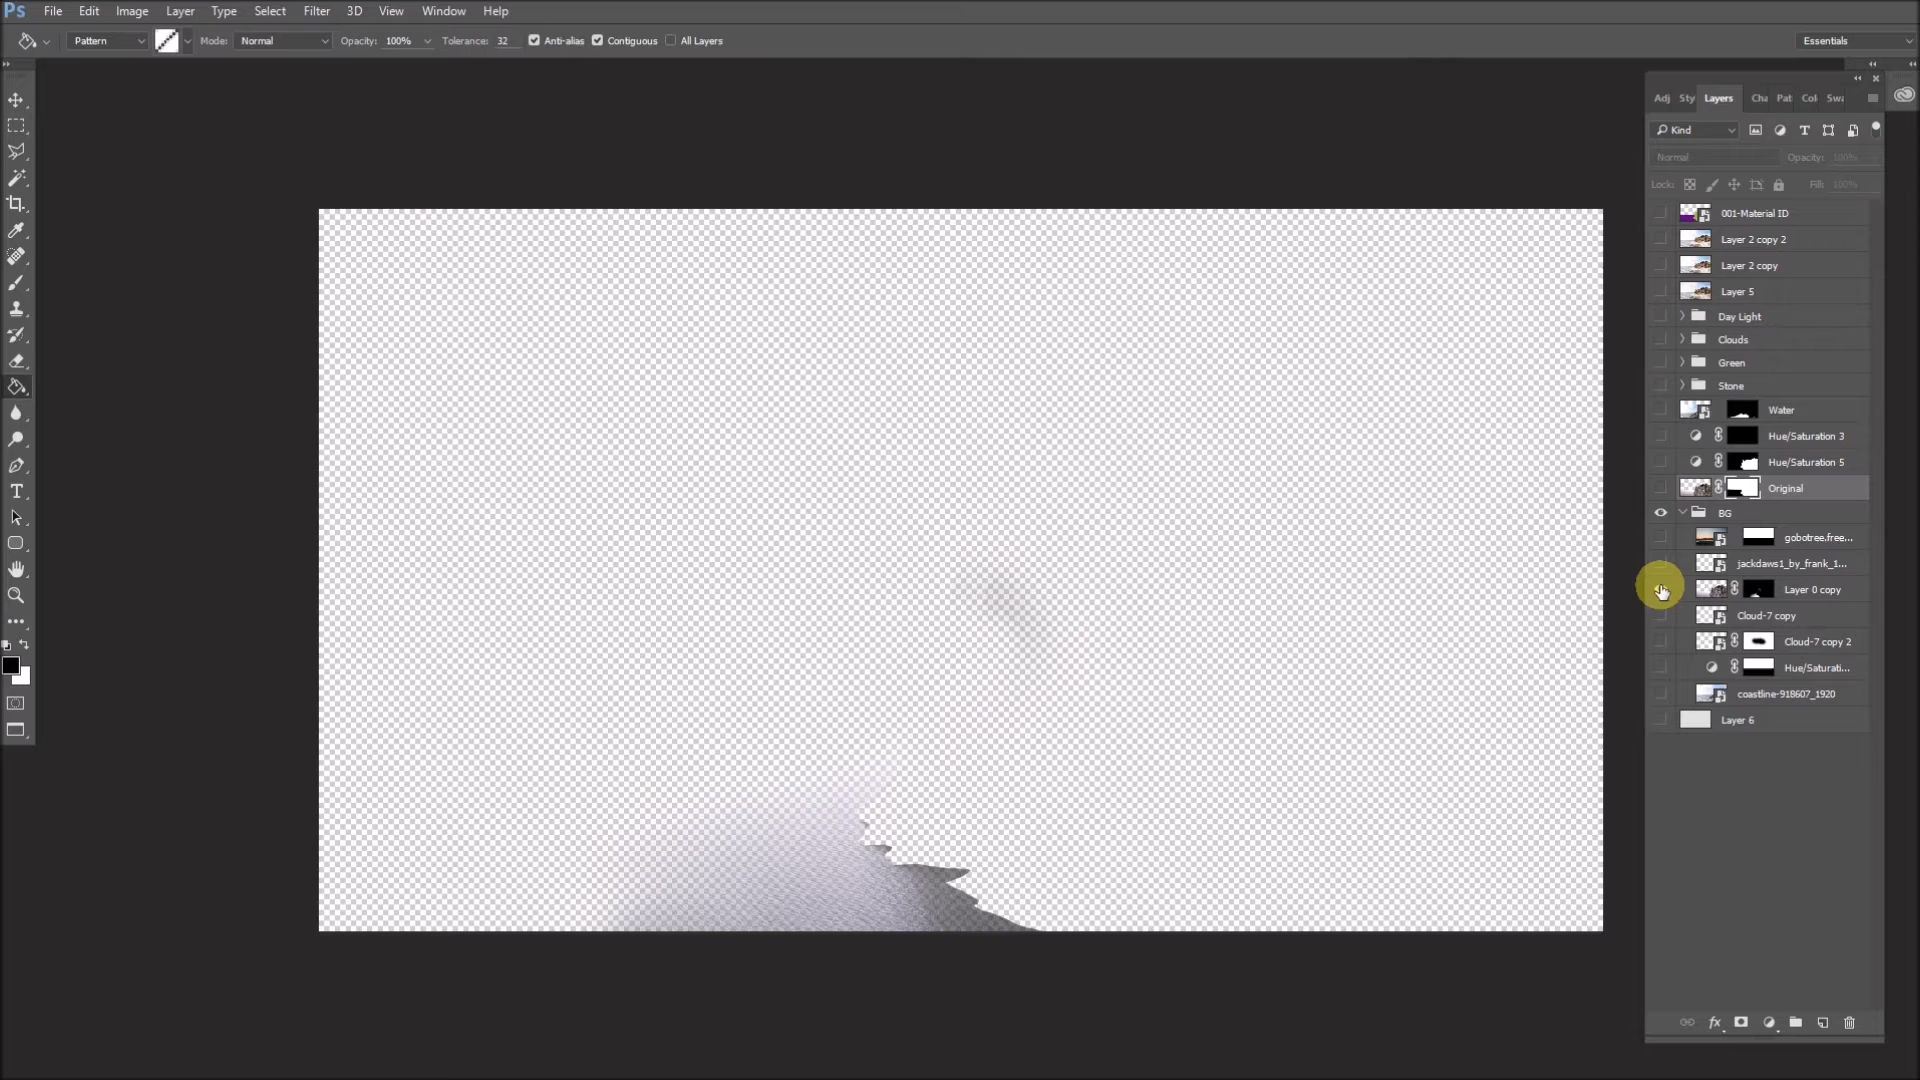 Ps File Edit Image Layer Type Select Filter 3D View Window Help
Pattern Mode: Normal Opacity: 100% Tolerance: 32 Anti-alias Contiguous All Layers Essentials
Adj Sty Layers Cha Pat Col Swa
Kind T
Normal Opacity: 100%
Lock: Fill: 100%
001-Material ID
Layer 2 copy 2
Layer 2 copy
Layer 5
Day Light
Clouds
Green
Stone
Water
Hue/Saturation 3
Hue/Saturation 5
Original
BG
gobotree.free...
jackdaws1_by_frank_1...
Layer 0 copy
Cloud-7 copy
Cloud-7 copy 2
Hue/Saturati...
coastline-918607_1920
Layer 6
fx